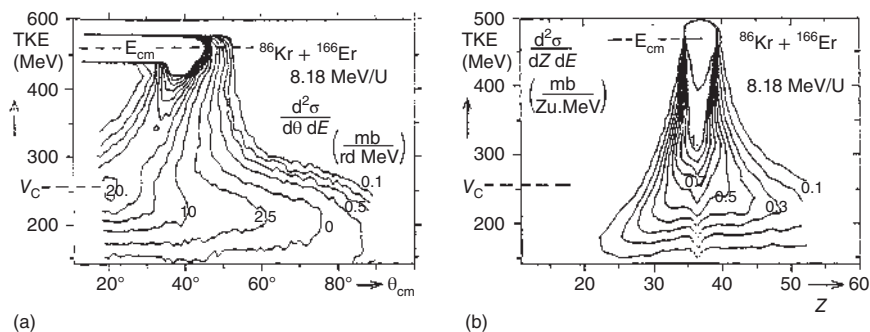 500
TKE
(MeV)
400
300
V_C
200
E_cm
⁸⁶Kr + ¹⁶⁶Er
8.18 MeV/U
d²σ
dθ dE
(mb
rd MeV)
20.
10
2.5
0
0.1
0.5
20° 40° 60° 80° θ_cm
(a)
600
TKE
(MeV)
500
400
300
V_C
200
d²σ
dZ dE
(mb
Zu.MeV)
E_cm
⁸⁶Kr + ¹⁶⁶Er
8.18 MeV/U
1.
0.5
0.3
0.1
10 20 30 40 50 60
Z
(b)